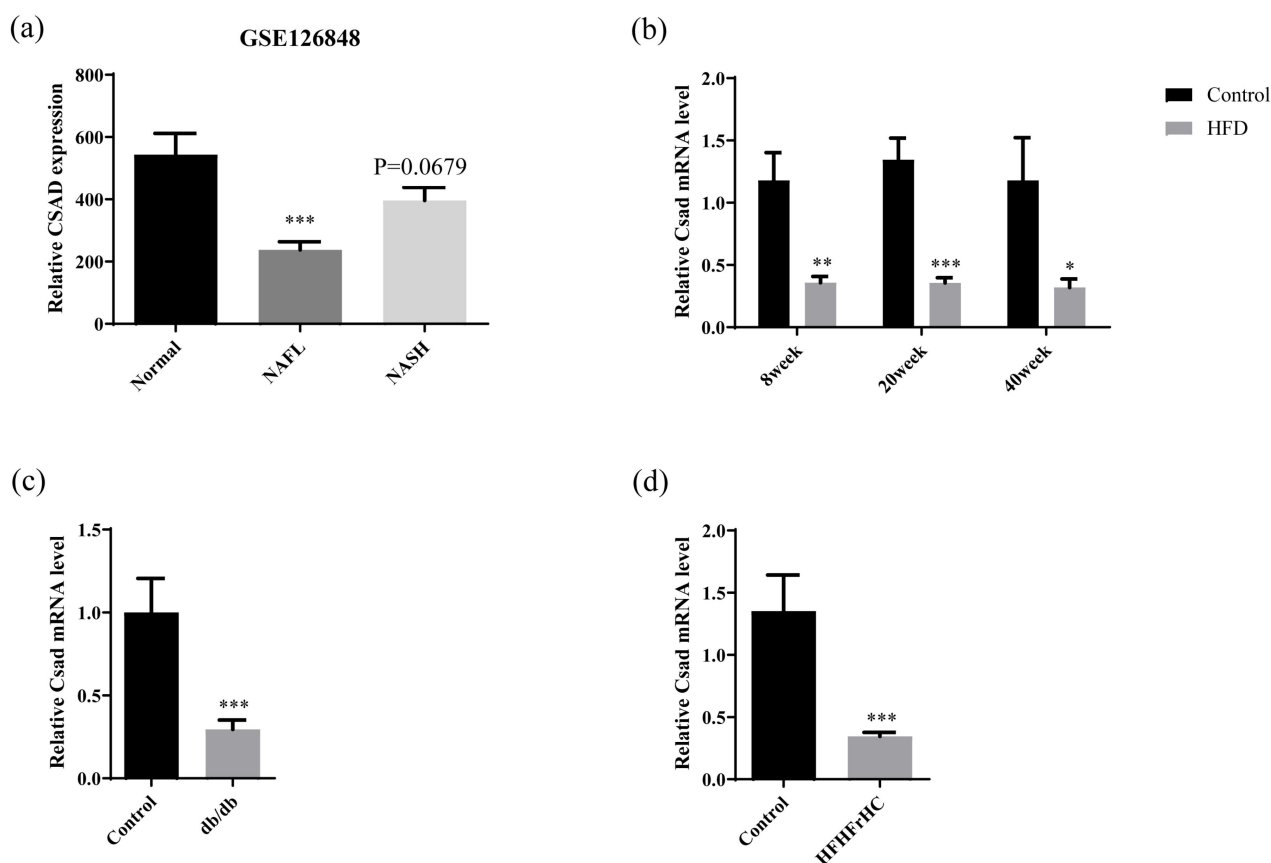 (a)
GSE126848
Relative CSAD expression
800
600
400
200
0
***
P=0.0679
Normal
NAFL
NASH
(b)
Relative Csad mRNA level
2.0
1.5
1.0
0.5
0.0
**
***
*
8week
20week
40week
Control
HFD
(c)
Relative Csad mRNA level
1.5
1.0
0.5
0.0
***
Control
db/db
(d)
Relative Csad mRNA level
2.0
1.5
1.0
0.5
0.0
***
Control
HFHFrHC